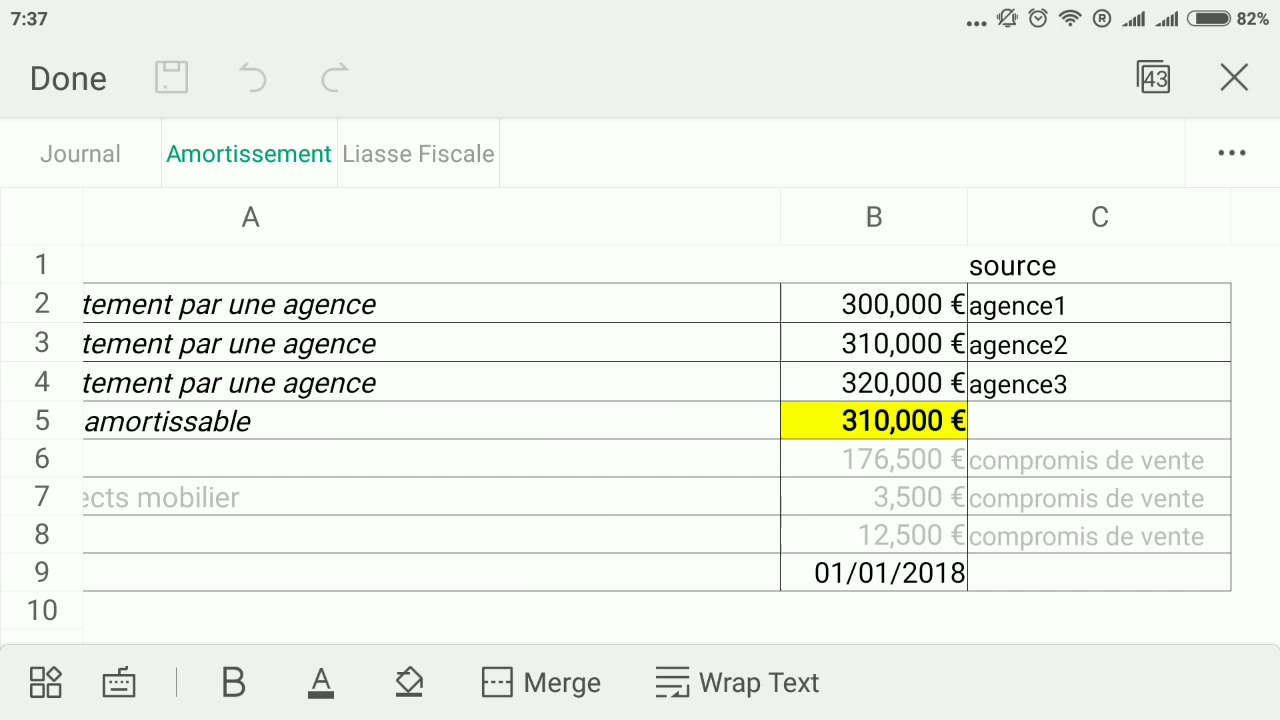 7:37 ... R 82%
Done 43
Journal Amortissement Liasse Fiscale ...
A B C
1 source
2 tement par une agence 300,000 € agence1
3 tement par une agence 310,000 € agence2
4 tement par une agence 320,000 € agence3
5 amortissable 310,000 €
6 176,500 € compromis de vente
7 ects mobilier 3,500 € compromis de vente
8 12,500 € compromis de vente
9 01/01/2018
10
B A Merge Wrap Text